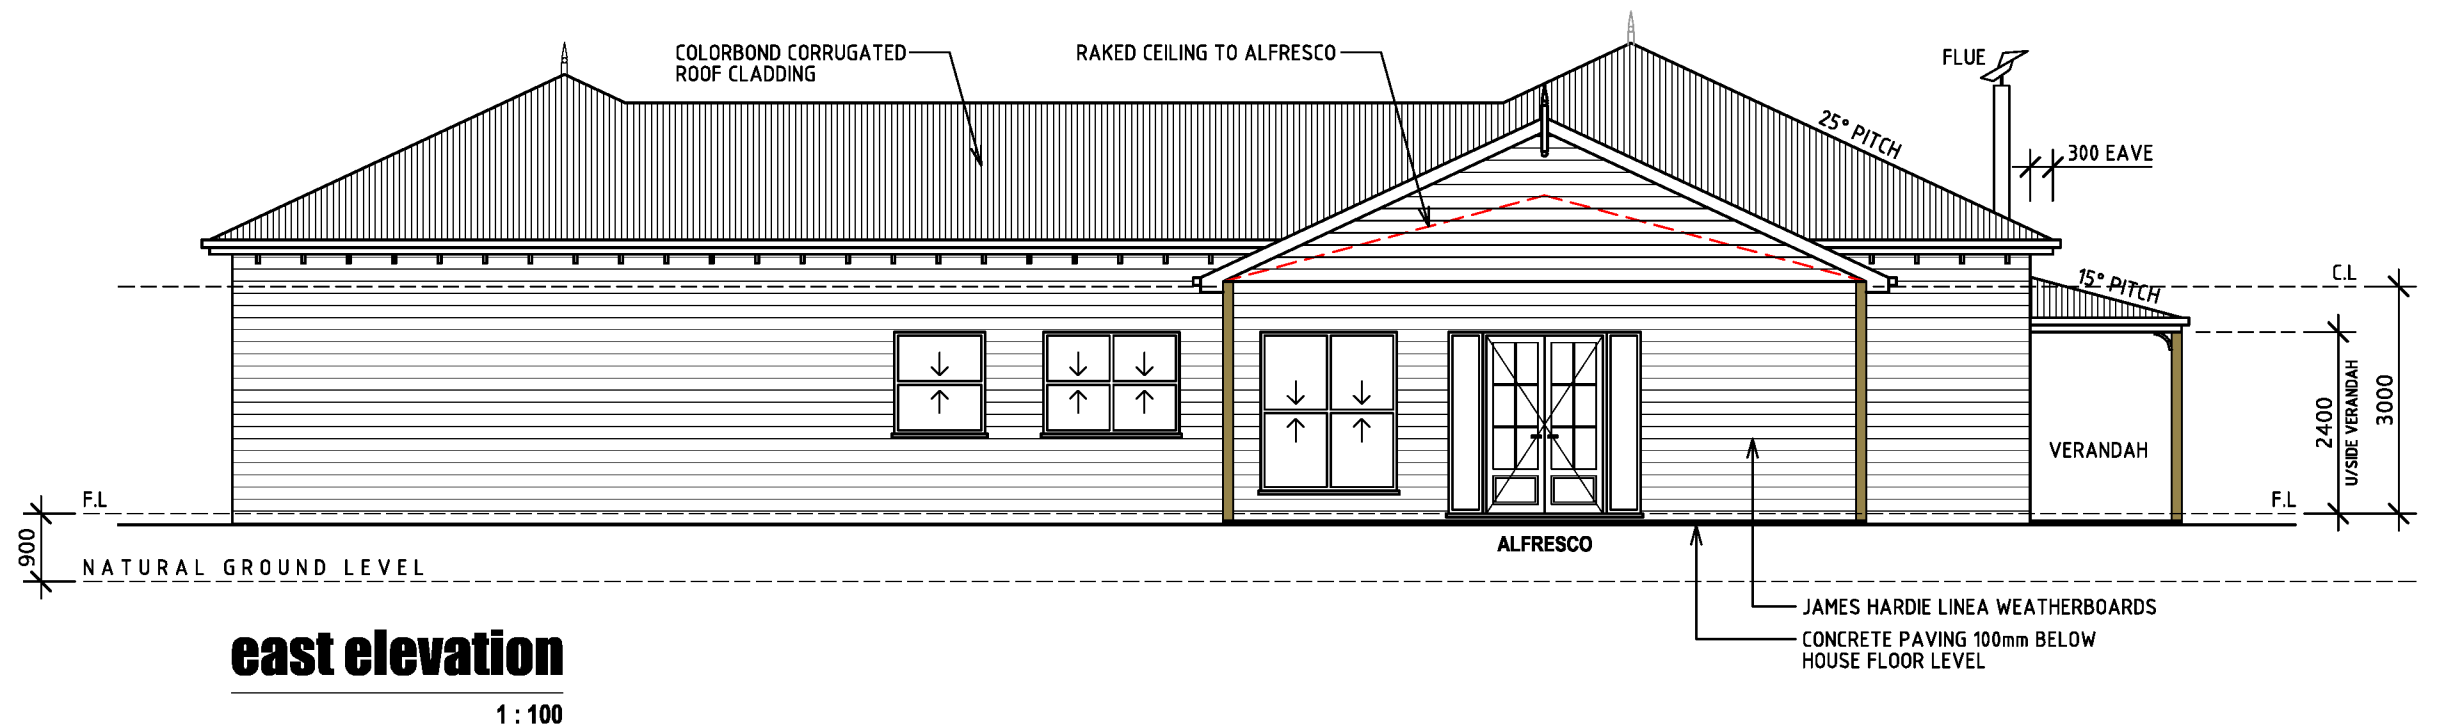 COLORBOND CORRUGATED
ROOF CLADDING
RAKED CEILING TO ALFRESCO
FLUE
25° PITCH
300 EAVE
C.L
15° PITCH
2400
U/SIDE VERANDAH
3000
VERANDAH
F.L
F.L
900
NATURAL GROUND LEVEL
ALFRESCO
JAMES HARDIE LINEA WEATHERBOARDS
CONCRETE PAVING 100mm BELOW
HOUSE FLOOR LEVEL
east elevation
1 : 100